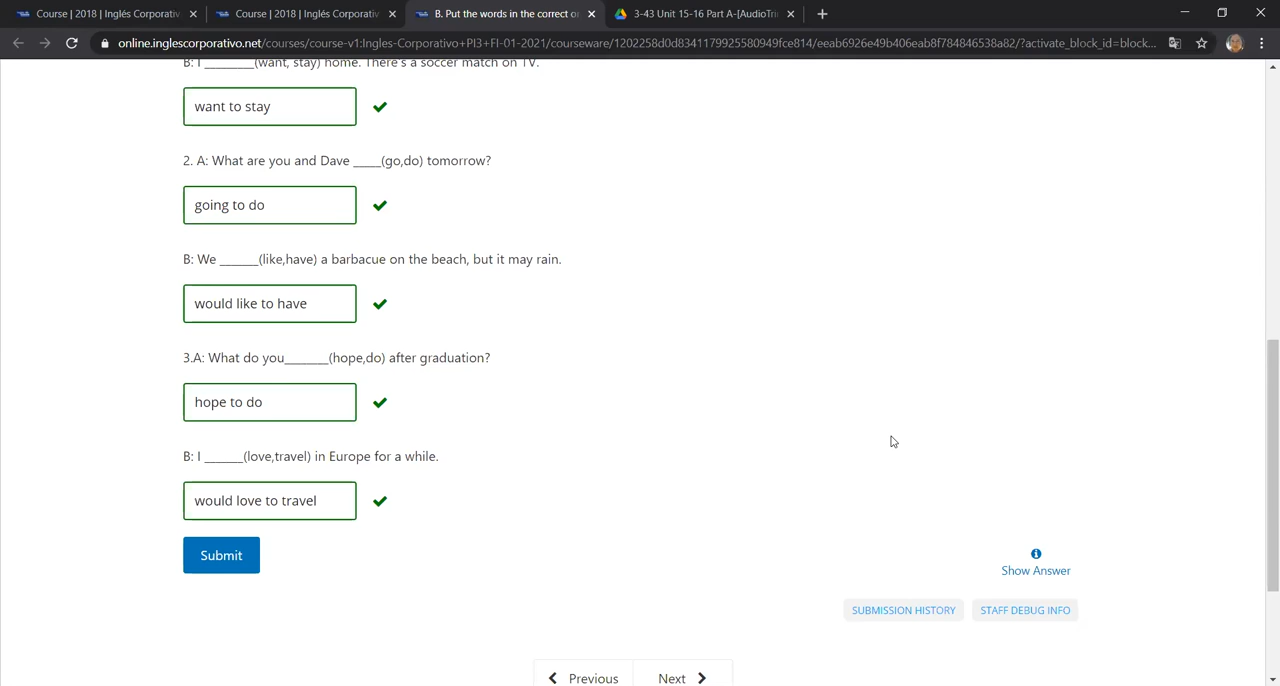 Course | 2018 | Inglés Corporativ
Course | 2018 | Inglés Corporativ
B. Put the words in the correct or
3-43 Unit 15-16 Part A-[AudioTri
online.inglescorporativo.net/courses/course-v1:Ingles-Corporativo+PI3+FI-01-2021/courseware/1202258d0d8341179925580949fce814/eeab6926e49b406eab8f784846538a82/?activate_block_id=block...
B: I ________(want, stay) home. There's a soccer match on TV.
want to stay
2. A: What are you and Dave _____(go,do) tomorrow?
going to do
B: We _______(like,have) a barbacue on the beach, but it may rain.
would like to have
3.A: What do you________(hope,do) after graduation?
hope to do
B: I _______(love,travel) in Europe for a while.
would love to travel
Submit
Show Answer
SUBMISSION HISTORY
STAFF DEBUG INFO
Previous
Next